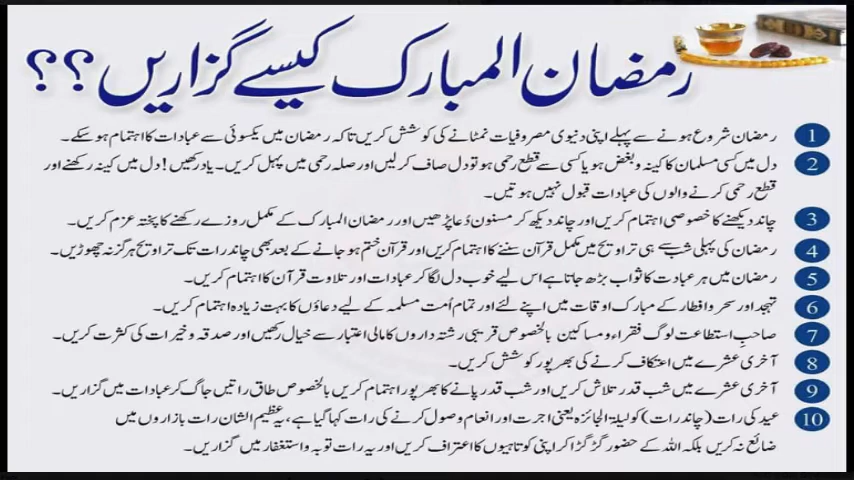 رمضان المبارک کیسے گزاریں؟؟
1 رمضان شروع ہونے سے پہلے اپنی دنیوی مصروفیات نمٹانے کی کوشش کریں تاکہ رمضان میں یکسوئی سے عبادات کا اہتمام ہو سکے۔
2 دل میں کسی مسلمان کا کینہ و بغض ہو یا کسی سے قطع رحمی ہو تو دل صاف کر لیں اور صلہ رحمی میں پہل کریں۔ یاد رکھیں! دل میں کینہ رکھنے اور
قطع رحمی کرنے والوں کی عبادات قبول نہیں ہوتیں۔
3 چاند دیکھنے کا خصوصی اہتمام کریں اور چاند دیکھ کر مسنون دُعا پڑھیں اور رمضان المبارک کے مکمل روزے رکھنے کا پختہ عزم کریں۔
4 رمضان کی پہلی شب سے ہی تراویح میں مکمل قرآن سننے کا اہتمام کریں اور قرآن ختم ہو جانے کے بعد بھی چاند رات تک تراویح ہرگز نہ چھوڑیں۔
5 رمضان میں ہر عبادت کا ثواب بڑھ جاتا ہے اس لیے خوب دل لگا کر عبادات اور تلاوت قرآن کا اہتمام کریں۔
6 تہجد اور سحر و افطار کے مبارک اوقات میں اپنے لئے اور تمام اُمت مسلمہ کے لیے دعاؤں کا بہت زیادہ اہتمام کریں۔
7 صاحبِ استطاعت لوگ فقراء و مساکین بالخصوص قریبی رشتہ داروں کا مالی اعتبار سے خیال رکھیں اور صدقہ و خیرات کی کثرت کریں۔
8 آخری عشرے میں اعتکاف کرنے کی بھرپور کوشش کریں۔
9 آخری عشرے میں شب قدر تلاش کریں اور شب قدر پانے کا بھرپور اہتمام کریں بالخصوص طاق راتیں جاگ کر عبادات میں گزاریں۔
10 عید کی رات (چاند رات) کو لیلۃ الجائزہ یعنی اجرت اور انعام وصول کرنے کی رات کہا گیا ہے، یہ عظیم الشان رات بازاروں میں
ضائع نہ کریں بلکہ اللہ کے حضور گڑگڑا کر اپنی کوتاہیوں کا اعتراف کریں اور یہ رات توبہ و استغفار میں گزاریں۔